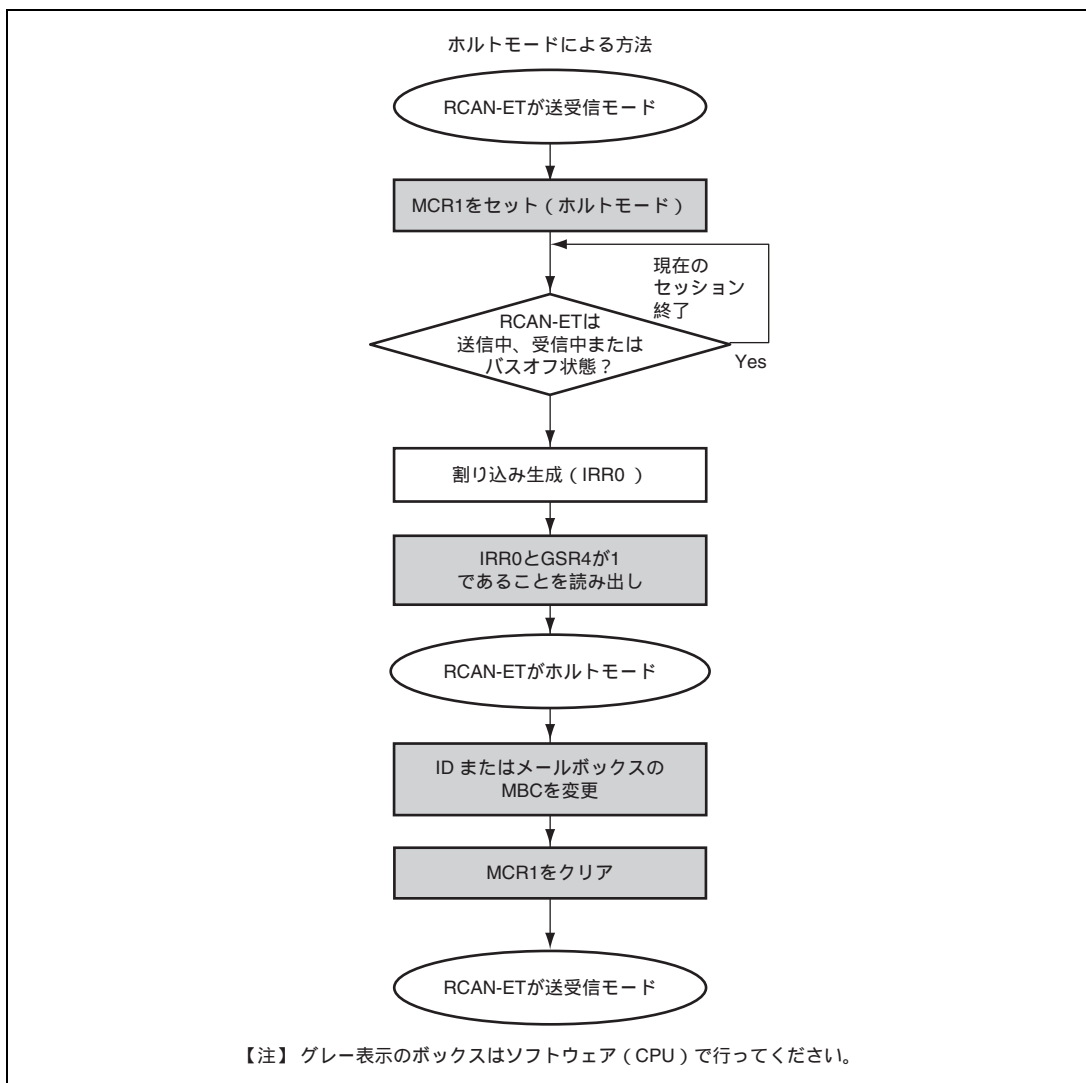 ホルトモードによる方法
RCAN-ETが送受信モード
MCR1をセット（ホルトモード）
現在の
セッション
終了
RCAN-ETは
送信中、受信中または
バスオフ状態？
Yes
割り込み生成（IRR0 ）
IRR0とGSR4が1
であることを読み出し
RCAN-ETがホルトモード
ID またはメールボックスの
MBCを変更
MCR1をクリア
RCAN-ETが送受信モード
【注】 グレー表示のボックスはソフトウェア（CPU）で行ってください。